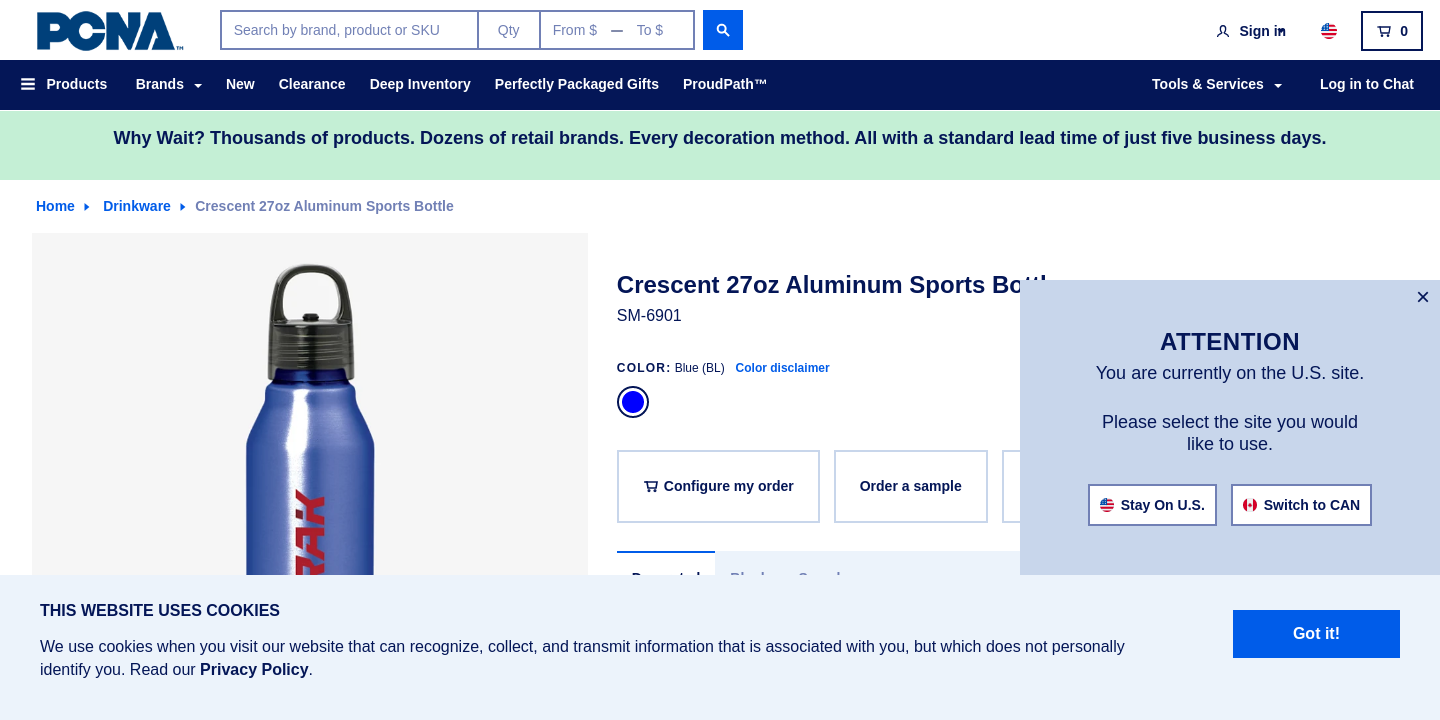 PCNA™
Search by brand, product or SKU
Qty
From $ — To $
Sign in
0
Products
Brands
New
Clearance
Deep Inventory
Perfectly Packaged Gifts
ProudPath™
Tools & Services
Log in to Chat
Why Wait? Thousands of products. Dozens of retail brands. Every decoration method. All with a standard lead time of just five business days.
Home
Drinkware
Crescent 27oz Aluminum Sports Bottle
Crescent 27oz Aluminum Sports
SM-6901
COLOR: Blue (BL) Color disclaimer
Configure my order
Order a sample
RAK
×
ATTENTION
You are currently on the U.S. site.
Please select the site you would
like to use.
Stay On U.S.
Switch to CAN
THIS WEBSITE USES COOKIES
We use cookies when you visit our website that can recognize, collect, and transmit information that is associated with you, but which does not personally
identify you. Read our Privacy Policy.
Got it!